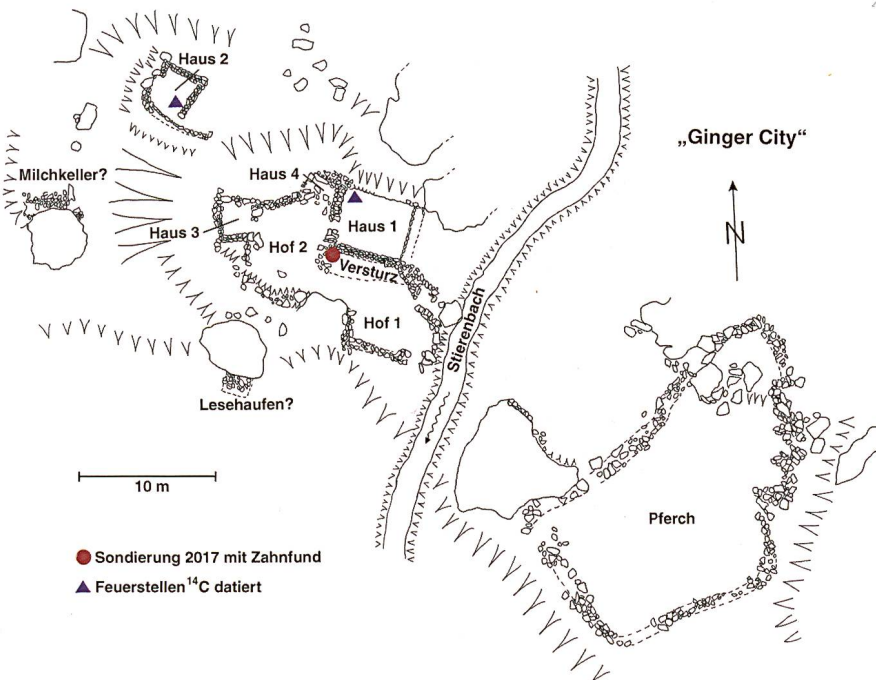 Haus 2
„Ginger City“
Milchkeller?
Haus 4
N
Haus 1
Haus 3
Hof 2
Versturz
Hof 1
Stierenbach
Lesehaufen?
10 m
Pferch
Sondierung 2017 mit Zahnfund
Feuerstellen ¹⁴C datiert